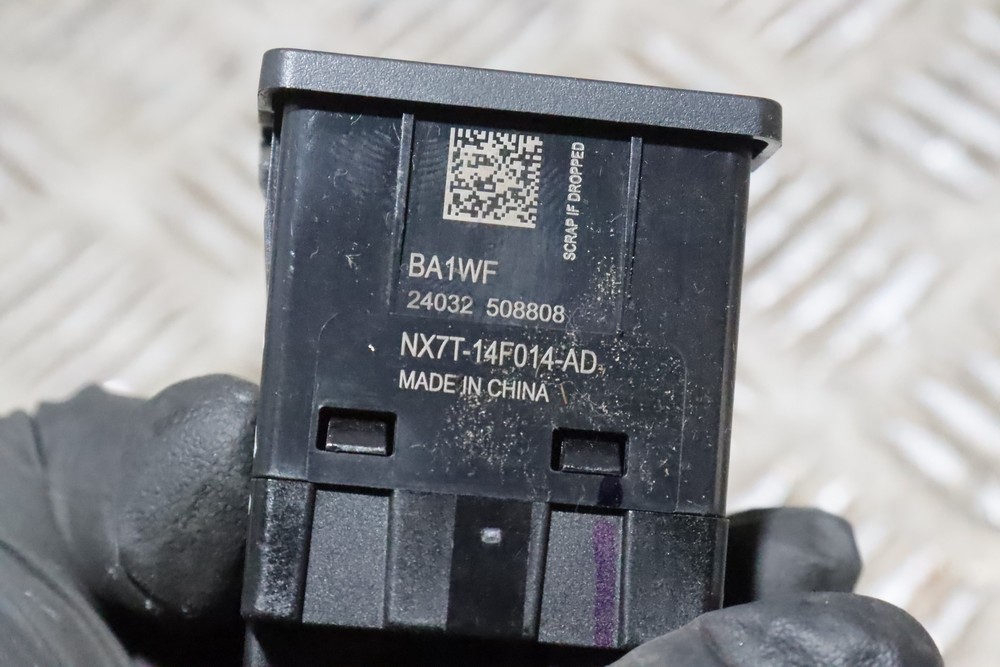 SCRAP IF DROPPED
BA1WF
24032 508808
NX7T-14F014-AD
MADE IN CHINA